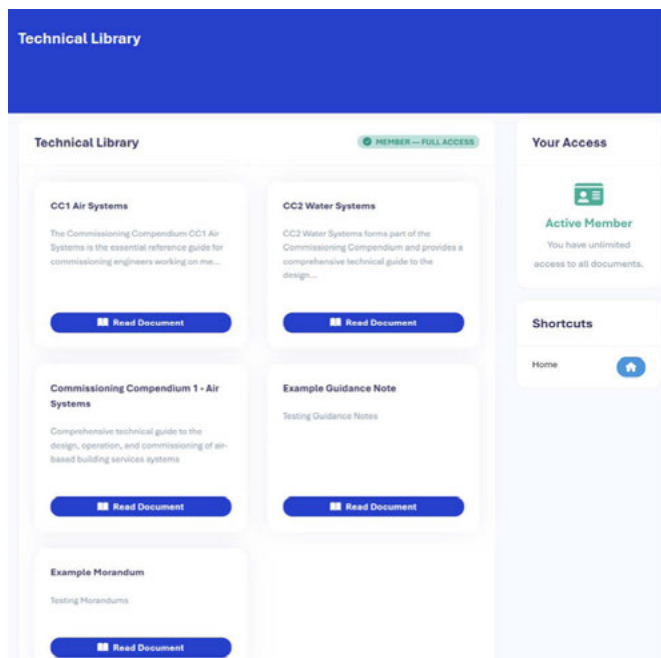 Technical Library
Technical Library
MEMBER — FULL ACCESS
CC1 Air Systems
The Commissioning Compendium CC1 Air
Systems is the essential reference guide for
commissioning engineers working on me...
Read Document
CC2 Water Systems
CC2 Water Systems forms part of the
Commissioning Compendium and provides a
comprehensive technical guide to the
design...
Read Document
Commissioning Compendium 1 - Air
Systems
Comprehensive technical guide to the
design, operation, and commissioning of air-
based building services systems
Read Document
Example Guidance Note
Testing Guidance Notes
Read Document
Example Morandum
Testing Morandums
Read Document
Your Access
Active Member
You have unlimited
access to all documents.
Shortcuts
Home